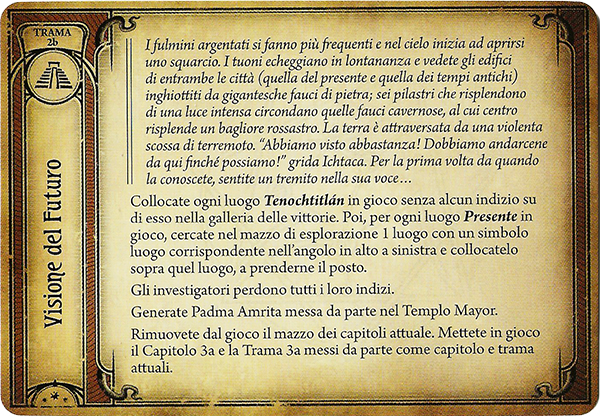 TRAMA
2b
Visione del Futuro
I fulmini argentati si fanno più frequenti e nel cielo inizia ad aprirsi
uno squarcio. I tuoni echeggiano in lontananza e vedete gli edifici
di entrambe le città (quella del presente e quella dei tempi antichi)
inghiottiti da gigantesche fauci di pietra; sei pilastri che risplendono
di una luce intensa circondano quelle fauci cavernose, al cui centro
risplende un bagliore rossastro. La terra è attraversata da una violenta
scossa di terremoto. “Abbiamo visto abbastanza! Dobbiamo andarcene
da qui finché possiamo!” grida Ichtaca. Per la prima volta da quando
la conoscete, sentite un tremito nella sua voce…
Collocate ogni luogo Tenochtitlán in gioco senza alcun indizio su
di esso nella galleria delle vittorie. Poi, per ogni luogo Presente in
gioco, cercate nel mazzo di esplorazione 1 luogo con un simbolo
luogo corrispondente nell’angolo in alto a sinistra e collocatelo
sopra quel luogo, a prenderne il posto.
Gli investigatori perdono tutti i loro indizi.
Generate Padma Amrita messa da parte nel Templo Mayor.
Rimuovete dal gioco il mazzo dei capitoli attuale. Mettete in gioco
il Capitolo 3a e la Trama 3a messi da parte come capitolo e trama
attuali.